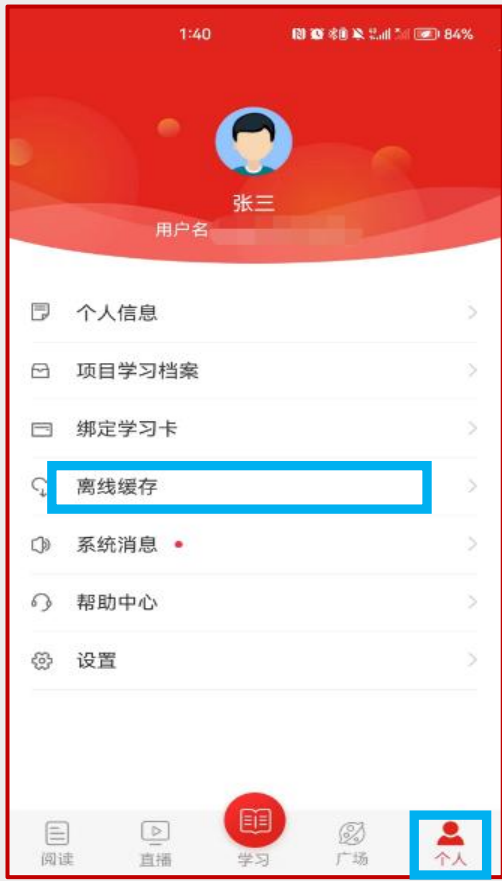 1:40
84%
张三
用户名
个人信息
项目学习档案
绑定学习卡
离线缓存
系统消息
帮助中心
设置
阅读 直播 学习 广场 个人